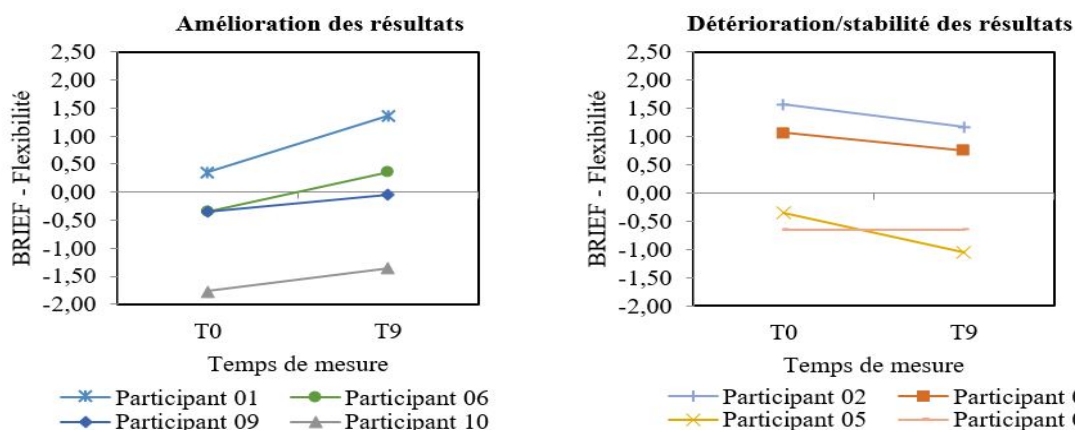 Amélioration des résultats
2,50
2,00
1,50
1,00
0,50
0,00
-0,50
-1,00
-1,50
-2,00
BRIEF - Flexibilité
T0 T9
Temps de mesure
Participant 01 Participant 06
Participant 09 Participant 10
Détérioration/stabilité des résultats
2,50
2,00
1,50
1,00
0,50
0,00
-0,50
-1,00
-1,50
-2,00
BRIEF - Flexibilité
T0 T9
Temps de mesure
Participant 02 Participant
Participant 05 Participant